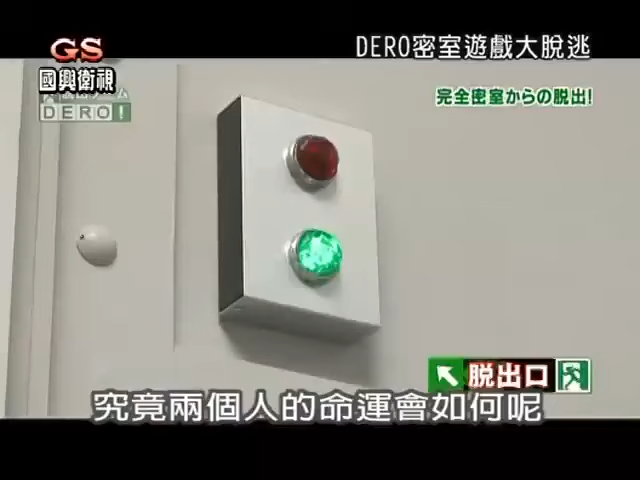 GS
國興衛視
DERO密室遊戲大脫逃
ーム
DERO!
完全密室からの脱出!
脱出口
究竟兩個人的命運會如何呢